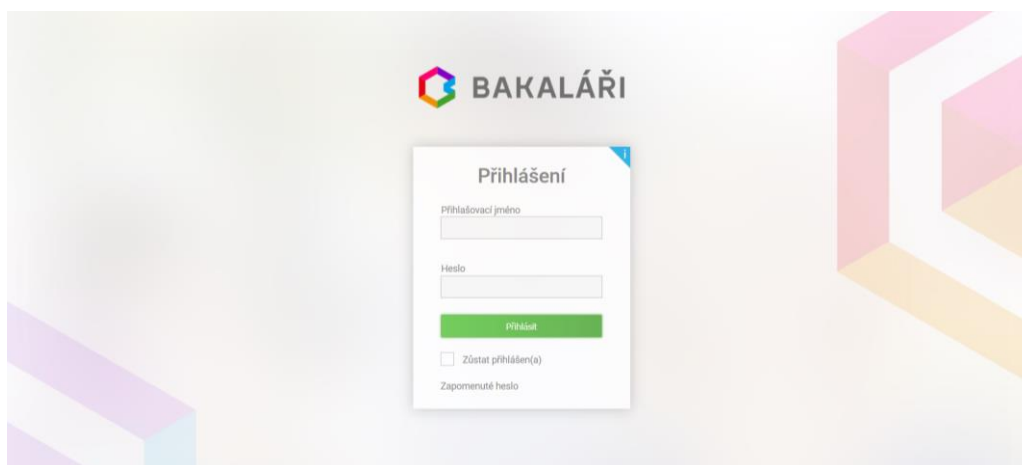 BAKALÁŘI
i
Přihlášení
Přihlašovací jméno
Heslo
Přihlásit
Zůstat přihlášen(a)
Zapomenuté heslo